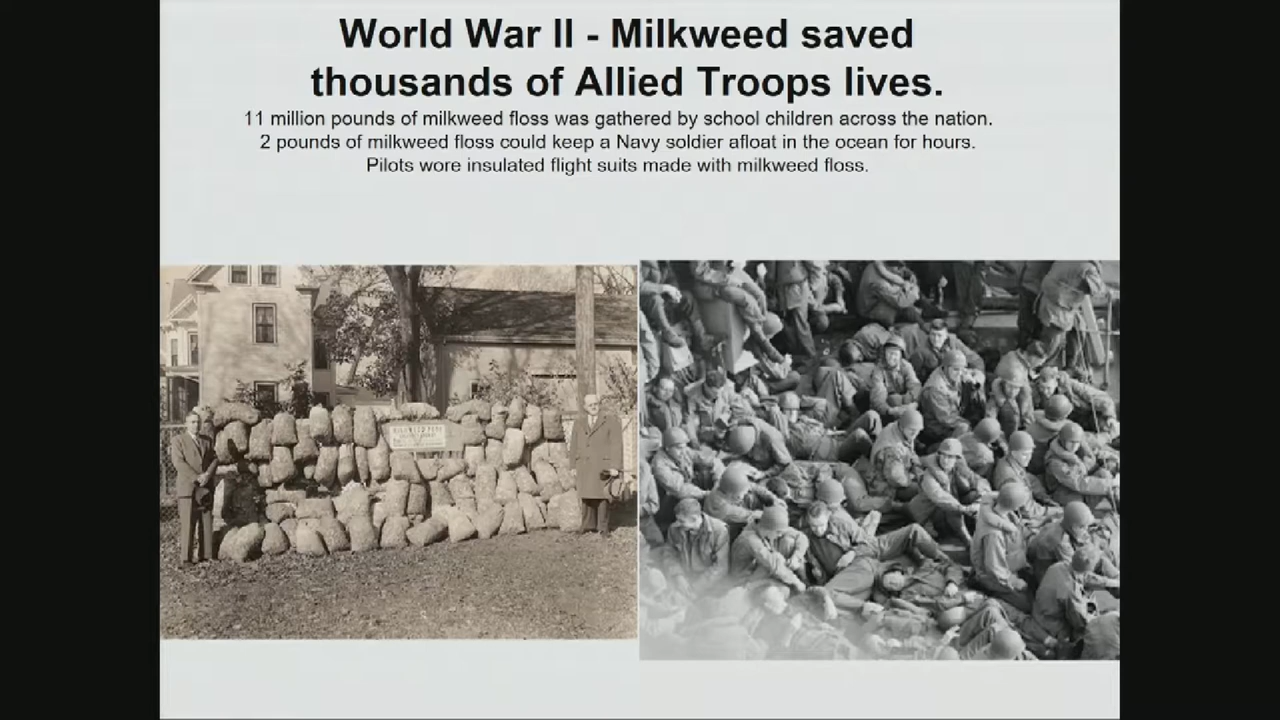 World War II - Milkweed saved
thousands of Allied Troops lives.
11 million pounds of milkweed floss was gathered by school children across the nation.
2 pounds of milkweed floss could keep a Navy soldier afloat in the ocean for hours.
Pilots wore insulated flight suits made with milkweed floss.